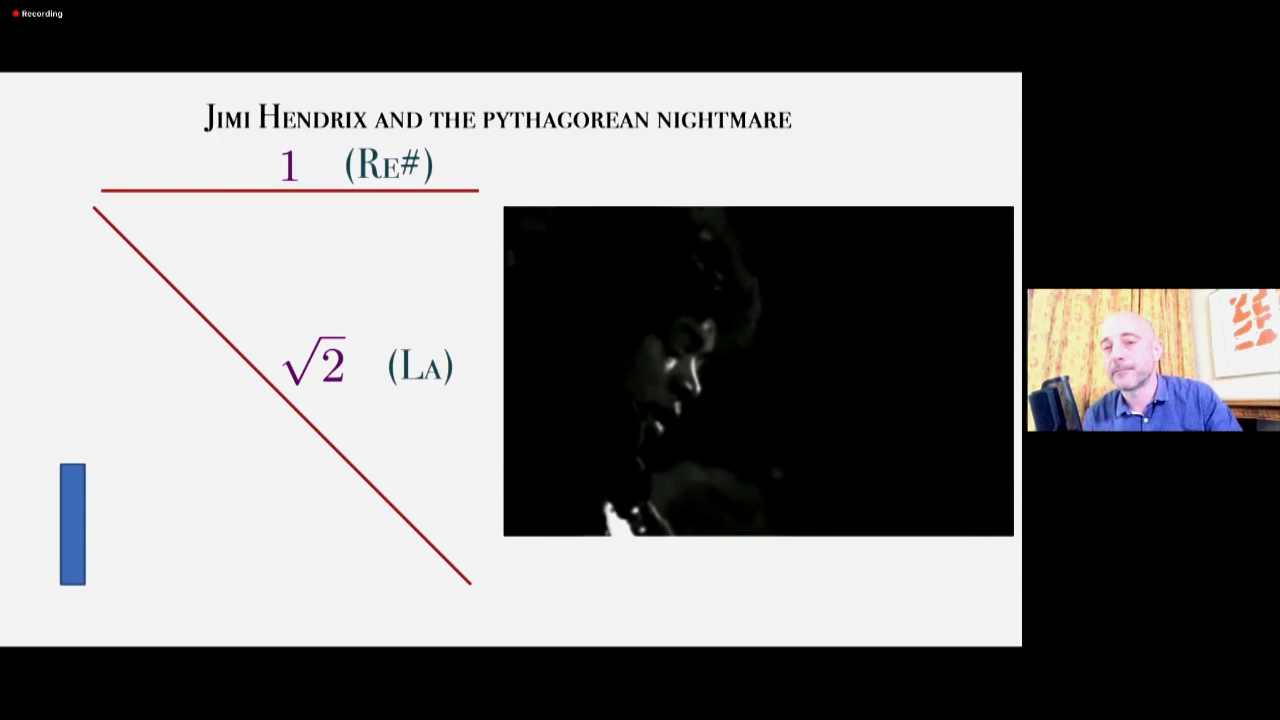 Recording
Jimi Hendrix and the pythagorean nightmare
1 (Re#)
√2 (La)